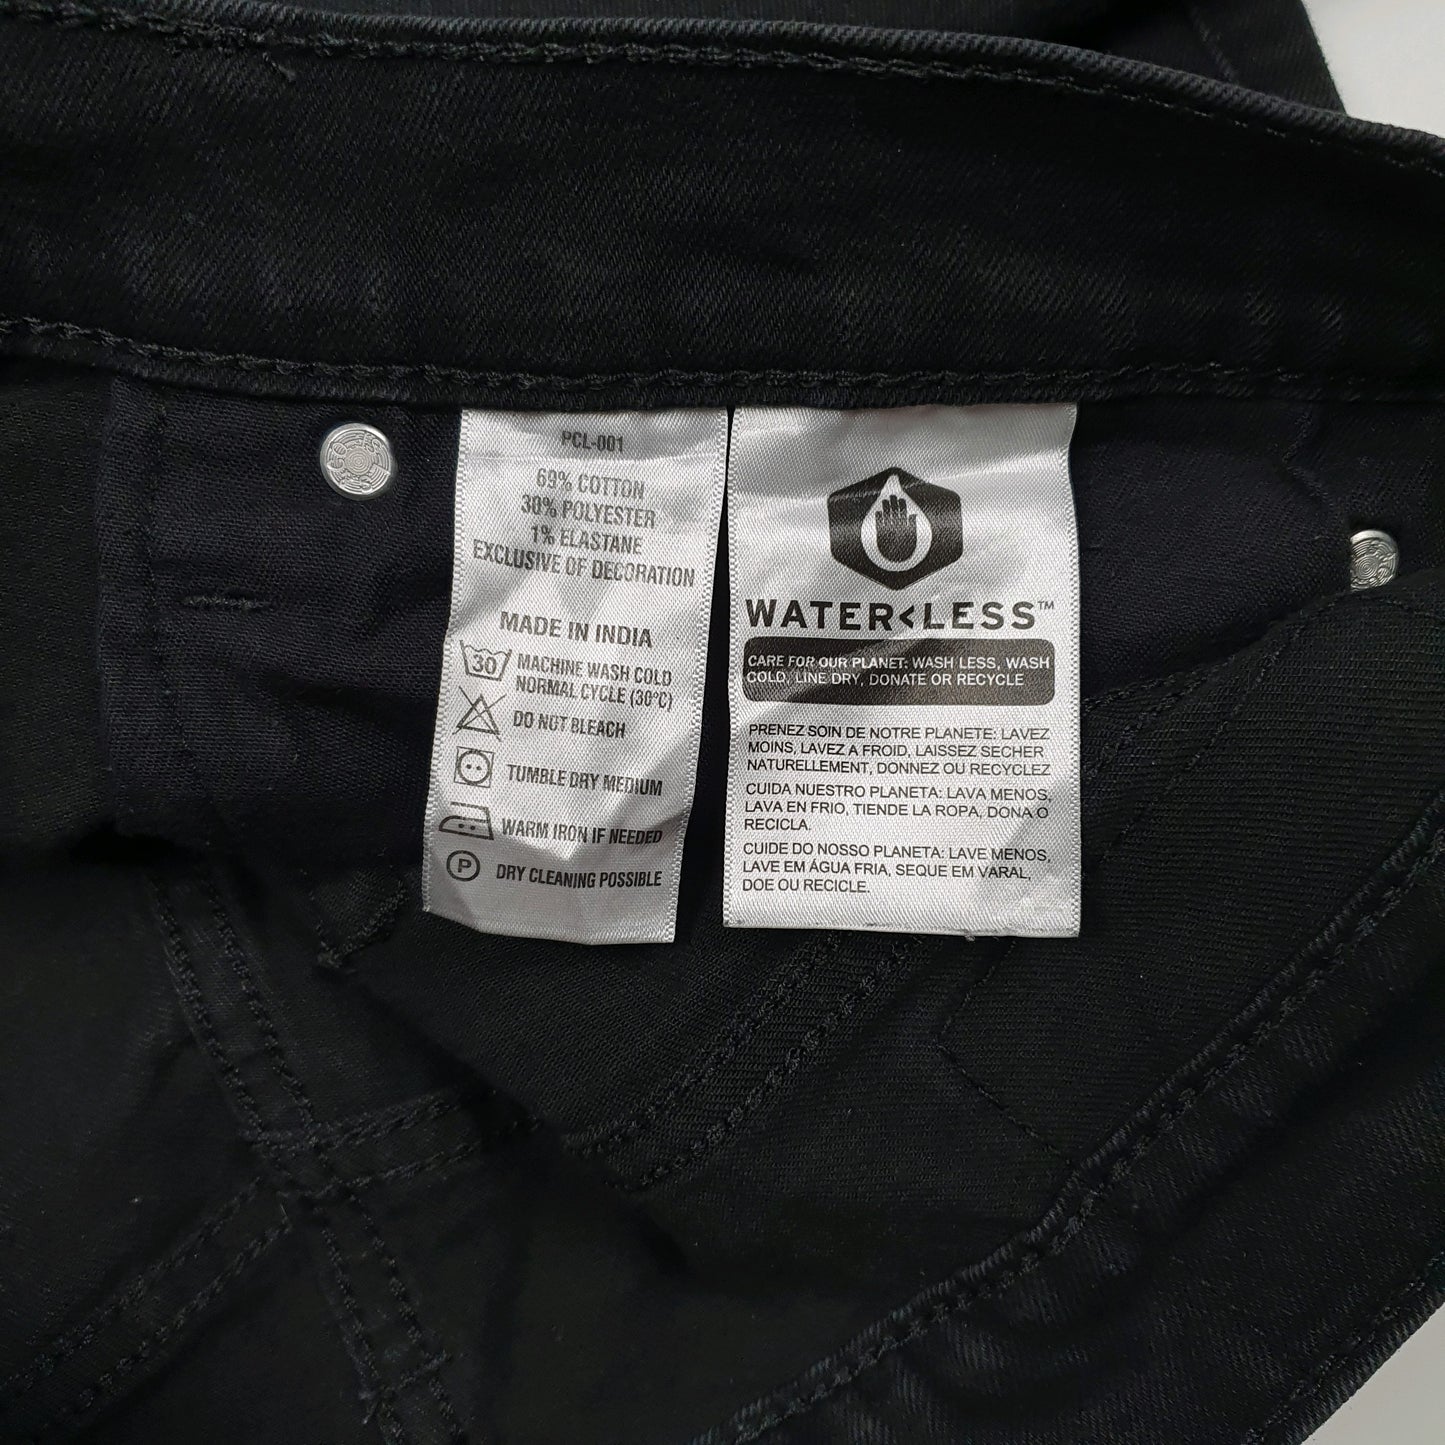 PCL-001
69% COTTON
30% POLYESTER
1% ELASTANE
EXCLUSIVE OF DECORATION
MADE IN INDIA
30 MACHINE WASH COLD
NORMAL CYCLE (30°C)
DO NOT BLEACH
TUMBLE DRY MEDIUM
WARM IRON IF NEEDED
P DRY CLEANING POSSIBLE
WATER<LESS™
CARE FOR OUR PLANET: WASH LESS, WASH
COLD, LINE DRY, DONATE OR RECYCLE
PRENEZ SOIN DE NOTRE PLANETE: LAVEZ
MOINS, LAVEZ A FROID, LAISSEZ SECHER
NATURELLEMENT, DONNEZ OU RECYCLEZ
CUIDA NUESTRO PLANETA: LAVA MENOS,
LAVA EN FRIO, TIENDE LA ROPA, DONA O
RECICLA.
CUIDE DO NOSSO PLANETA: LAVE MENOS,
LAVE EM ÁGUA FRIA, SEQUE EM VARAL,
DOE OU RECICLE.